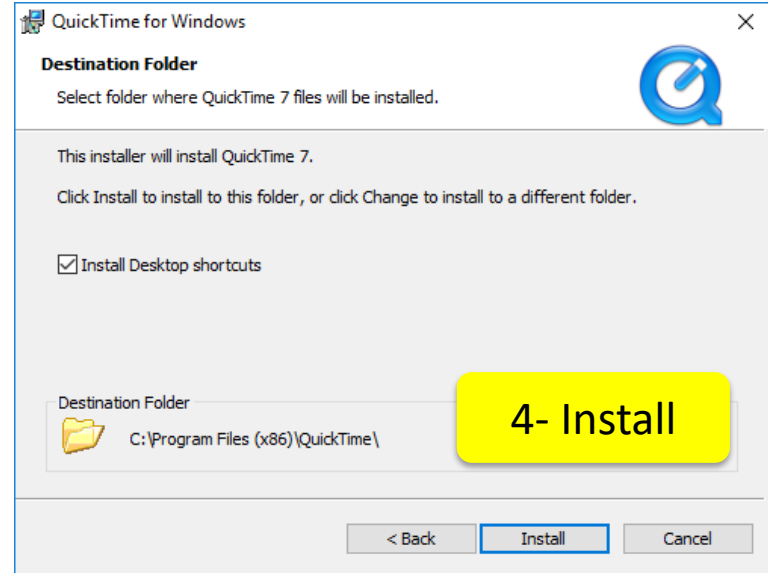 QuickTime for Windows
Destination Folder
Select folder where QuickTime 7 files will be installed.
This installer will install QuickTime 7.
Click Install to install to this folder, or click Change to install to a different folder.
Install Desktop shortcuts
Destination Folder
C:\Program Files (x86)\QuickTime\
4- Install
< Back
Install
Cancel